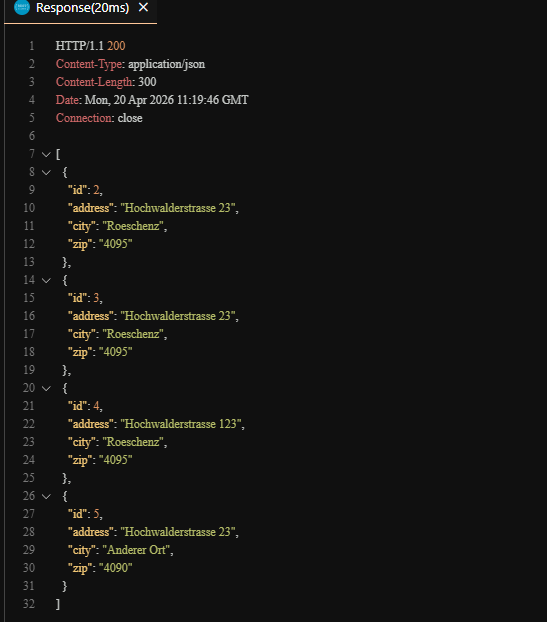 Response(20ms) ✕
1 HTTP/1.1 200
2 Content-Type: application/json
3 Content-Length: 300
4 Date: Mon, 20 Apr 2026 11:19:46 GMT
5 Connection: close
6
7 [
8 {
9 "id": 2,
10 "address": "Hochwalderstrasse 23",
11 "city": "Roeschenz",
12 "zip": "4095"
13 },
14 {
15 "id": 3,
16 "address": "Hochwalderstrasse 23",
17 "city": "Roeschenz",
18 "zip": "4095"
19 },
20 {
21 "id": 4,
22 "address": "Hochwalderstrasse 123",
23 "city": "Roeschenz",
24 "zip": "4095"
25 },
26 {
27 "id": 5,
28 "address": "Hochwalderstrasse 23",
29 "city": "Anderer Ort",
30 "zip": "4090"
31 }
32 ]